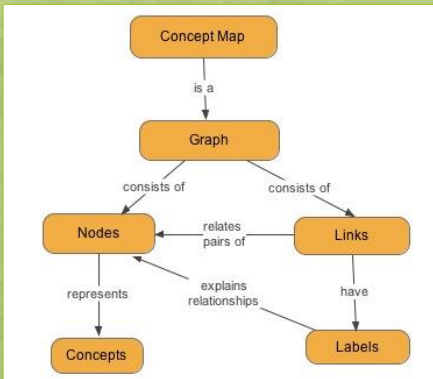 Concept Map
is a
Graph
consists of
consists of
Nodes
relates
pairs of
Links
represents
explains
relationships
have
Concepts
Labels